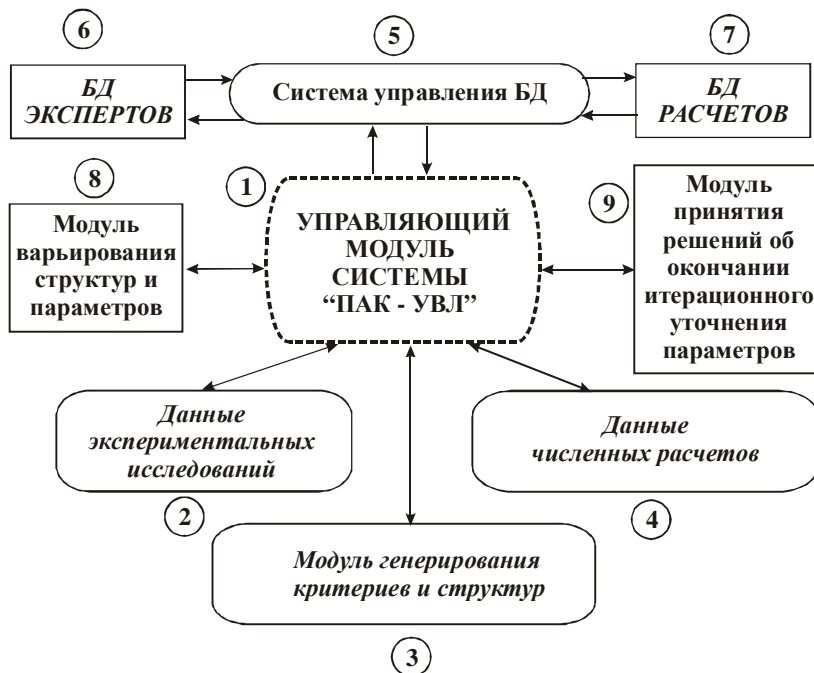 6
5
7
БД
ЭКСПЕРТОВ
Система управления БД
БД
РАСЧЕТОВ
8
1
9
Модуль
варьирования
структур и
параметров
УПРАВЛЯЮЩИЙ
МОДУЛЬ
СИСТЕМЫ
“ПАК - УВЛ”
Модуль
принятия
решений об
окончании
итерационного
уточнения
параметров
Данные
экспериментальных
исследований
Данные
численных расчетов
2
4
Модуль генерирования
критериев и структур
3